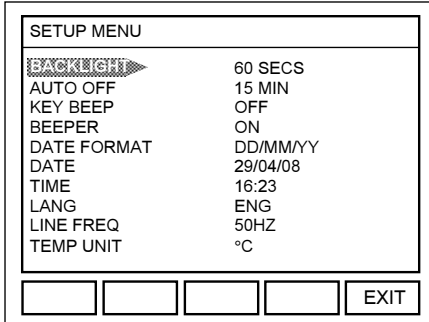 SETUP MENU
BACKLIGHT 60 SECS
AUTO OFF 15 MIN
KEY BEEP OFF
BEEPER ON
DATE FORMAT DD/MM/YY
DATE 29/04/08
TIME 16:23
LANG ENG
LINE FREQ 50HZ
TEMP UNIT °C
EXIT